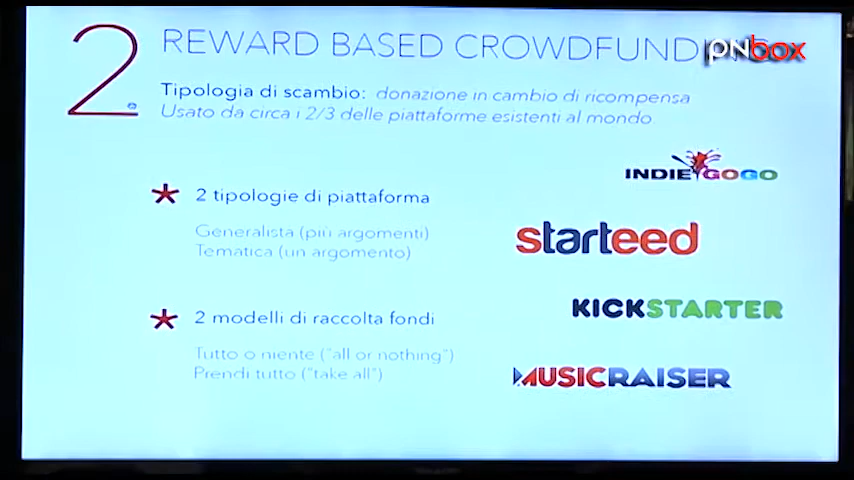 2.
REWARD BASED CROWDFUND
pnbox
Tipologia di scambio: donazione in cambio di ricompensa
Usato da circa i 2/3 delle piattaforme esistenti al mondo
INDIEGOGO
* 2 tipologie di piattaforma
Generalista (più argomenti)
Tematica (un argomento)
starteed
KICKSTARTER
* 2 modelli di raccolta fondi
Tutto o niente ("all or nothing")
Prendi tutto ("take all")
MUSICRAISER